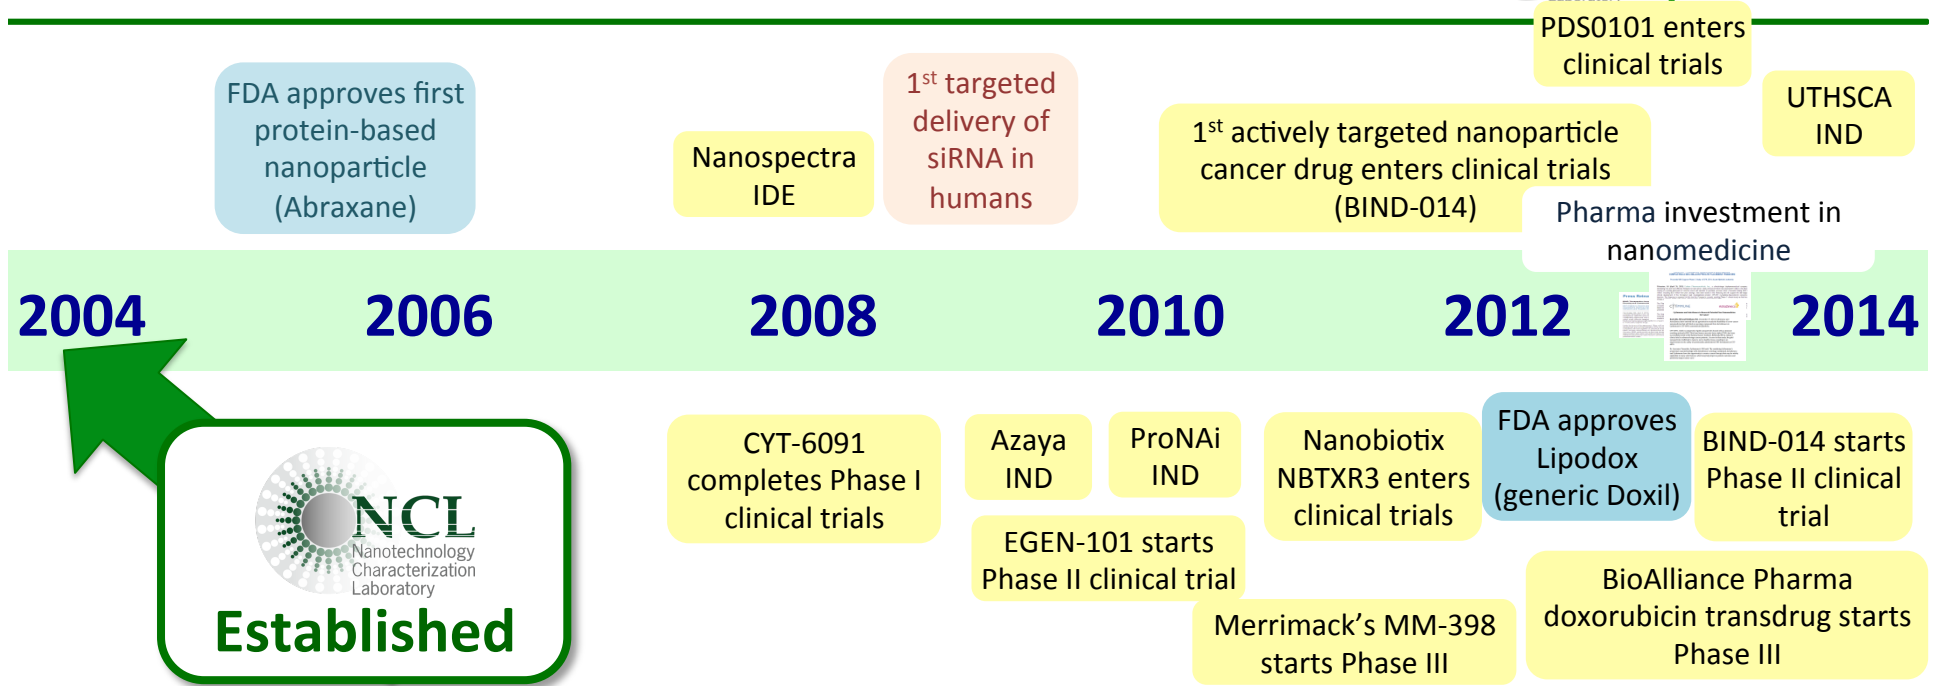 PDS0101 enters
clinical trials
FDA approves first
protein-based
nanoparticle
(Abraxane)
Nanospectra
IDE
1st targeted
delivery of
siRNA in
humans
1st actively targeted nanoparticle
cancer drug enters clinical trials
(BIND-014)
UTHSCA
IND
Pharma investment in
nanomedicine
2004
2006
2008
2010
2012
2014
NCL
Nanotechnology
Characterization
Laboratory
Established
CYT-6091
completes Phase I
clinical trials
Azaya
IND
ProNAi
IND
EGEN-101 starts
Phase II clinical trial
Nanobiotix
NBTXR3 enters
clinical trials
Merrimack’s MM-398
starts Phase III
FDA approves
Lipodox
(generic Doxil)
BIND-014 starts
Phase II clinical
trial
BioAlliance Pharma
doxorubicin transdrug starts
Phase III